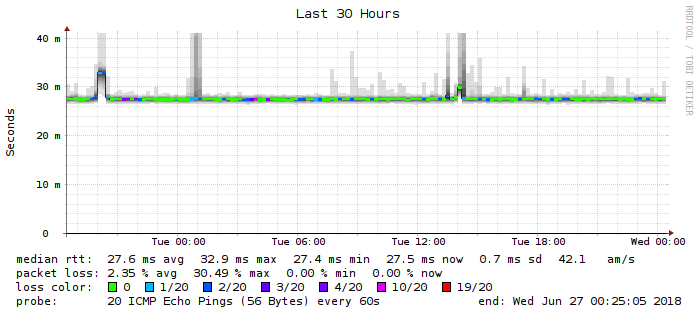 Last 30 Hours
RRDTOOL / TOBI OETIKER
Seconds
40 m
30 m
20 m
10 m
0
Tue 00:00 Tue 06:00 Tue 12:00 Tue 18:00 Wed 00:00
median rtt: 27.6 ms avg 32.9 ms max 27.4 ms min 27.5 ms now 0.7 ms sd 42.1 am/s
packet loss: 2.35 % avg 30.49 % max 0.00 % min 0.00 % now
loss color: 0 1/20 2/20 3/20 4/20 10/20 19/20
probe: 20 ICMP Echo Pings (56 Bytes) every 60s end: Wed Jun 27 00:25:05 2018